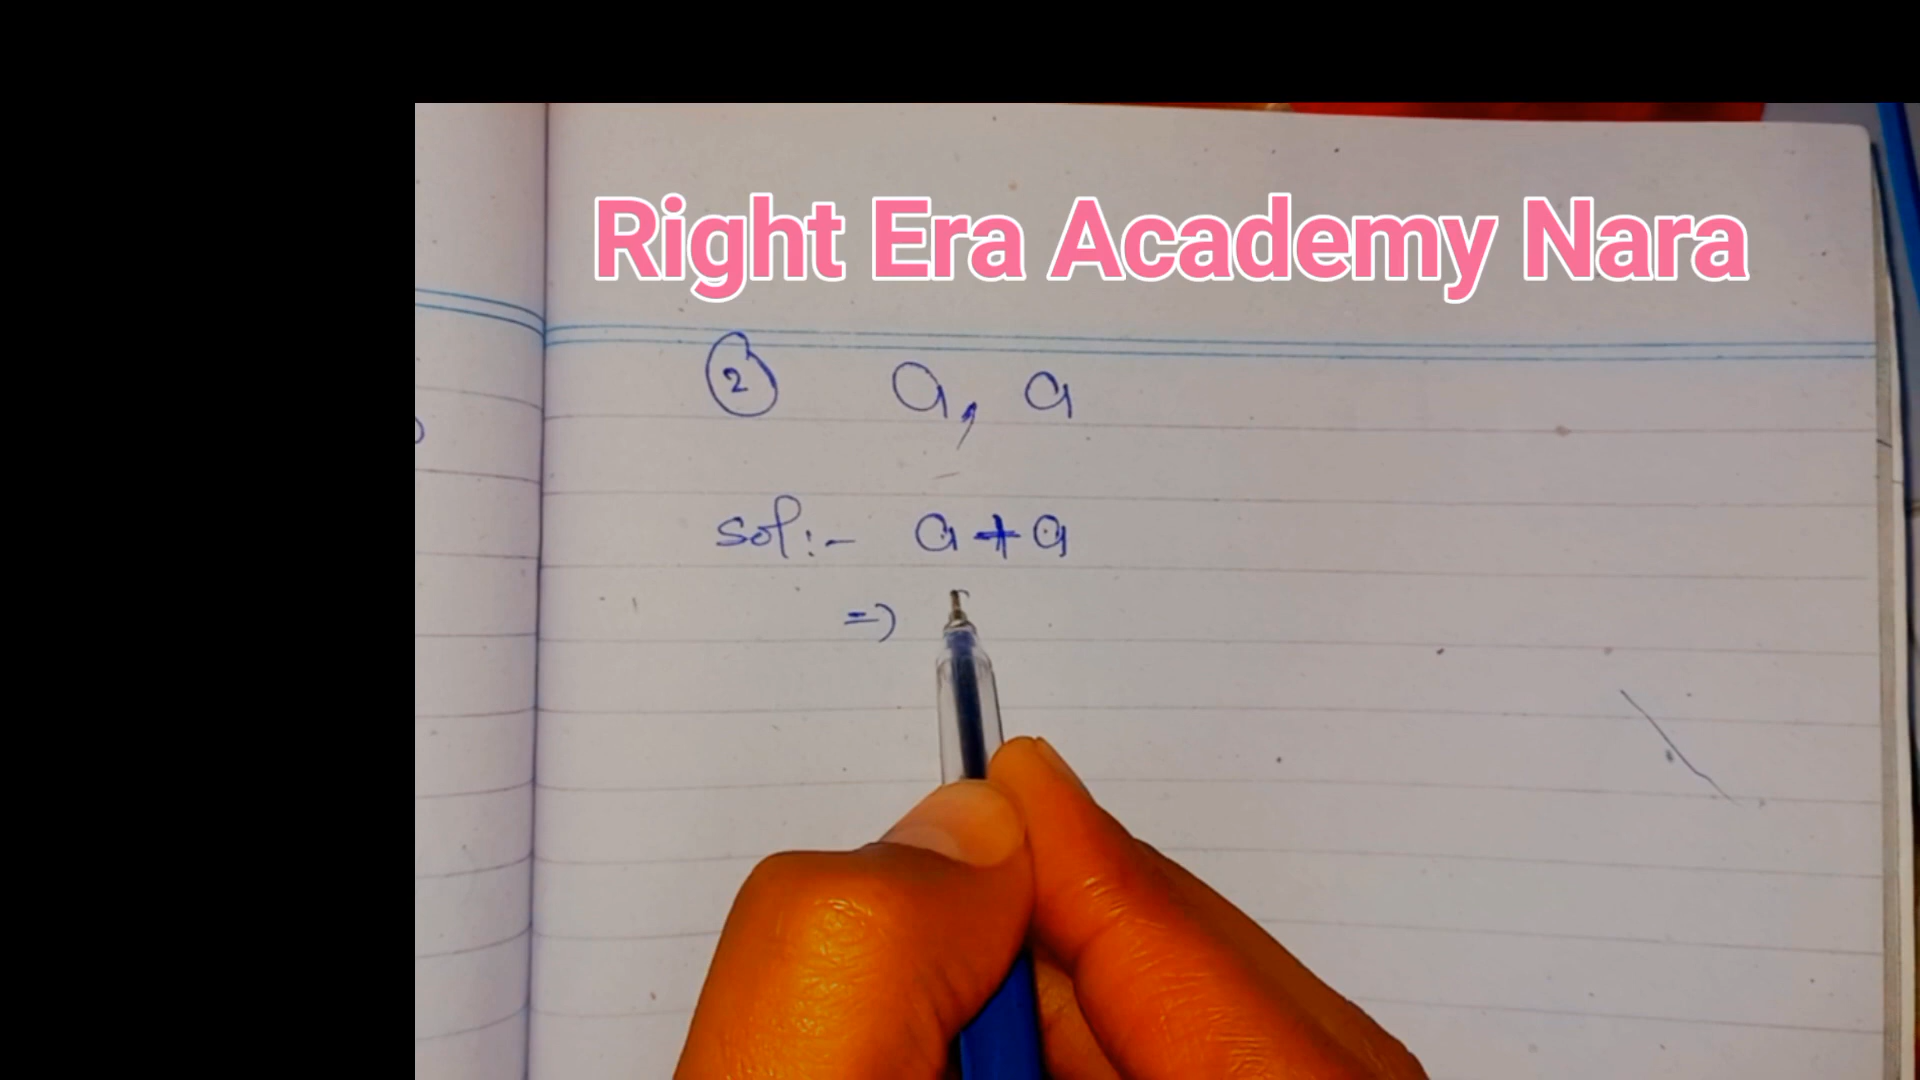 Right Era Academy Nara
2 a, a
Sol:- a + a
=>